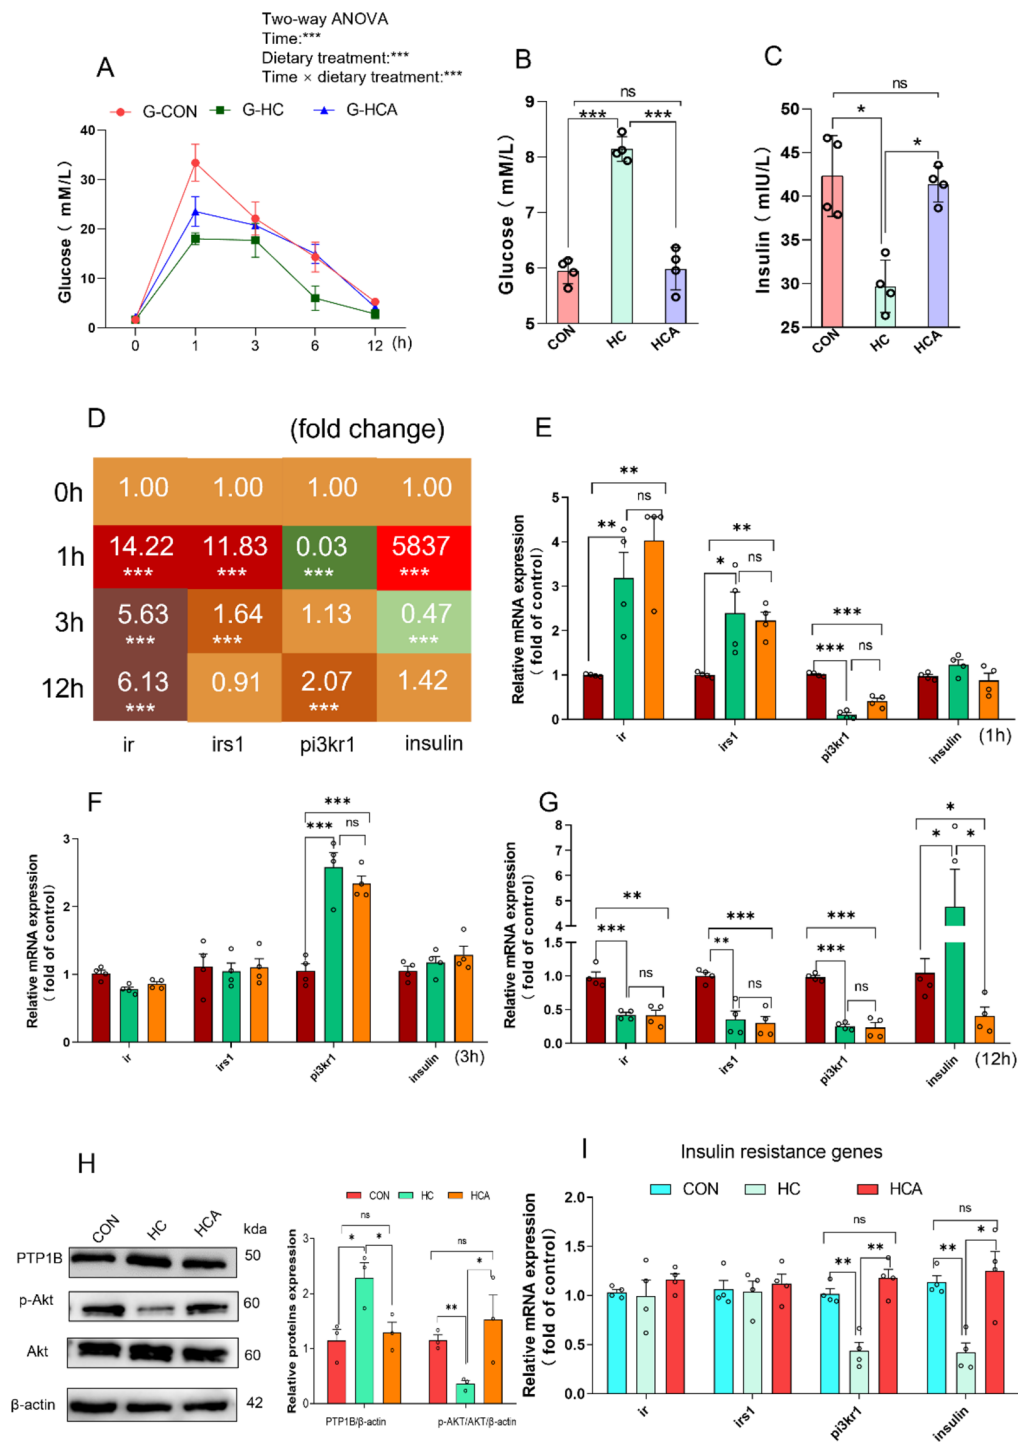 Two-way ANOVA
Time:***
Dietary treatment:***
Time × dietary treatment:***
A
G-CON G-HC G-HCA
Glucose ( mM/L)
40
30
20
10
0
0 1 3 6 12 (h)
B
Glucose ( mM/L)
9
8
7
6
5
ns
*** ***
CON HC HCA
C
Insulin ( mIU/L)
50
45
40
35
30
25
ns
*
*
CON HC HCA
D
(fold change)
0h 1.00 1.00 1.00 1.00
1h 14.22 11.83 0.03 5837
*** *** *** ***
3h 5.63 1.64 1.13 0.47
*** *** ***
12h 6.13 0.91 2.07 1.42
*** ***
ir irs1 pi3kr1 insulin
E
Relative mRNA expression
( fold of control)
5
4
3
2
1
0
**
ns
**
**
* ns
***
*** ns
ir irs1 pi3kr1 insulin (1h)
F
Relative mRNA expression
( fold of control)
3
2
1
0
***
*** ns
ir irs1 pi3kr1 insulin (3h)
G
Relative mRNA expression
( fold of control)
8
7
6
5
4
1.5
1.0
0.5
0.0
**
***
ns
***
**
ns
***
***
ns
*
* *
ir irs1 pi3kr1 insulin (12h)
H
CON HC HCA kda
PTP1B 50
p-Akt 60
Akt 60
β-actin 42
CON HC HCA
Relative proteins expression
3
2
1
0
ns
* *
ns
*
**
PTP1B/β-actin p-AKT/AKT/β-actin
I
Insulin resistance genes
CON HC HCA
Relative mRNA expression
( fold of control)
2.0
1.5
1.0
0.5
0.0
ns
** **
ns
** *
ir irs1 pi3kr1 insulin